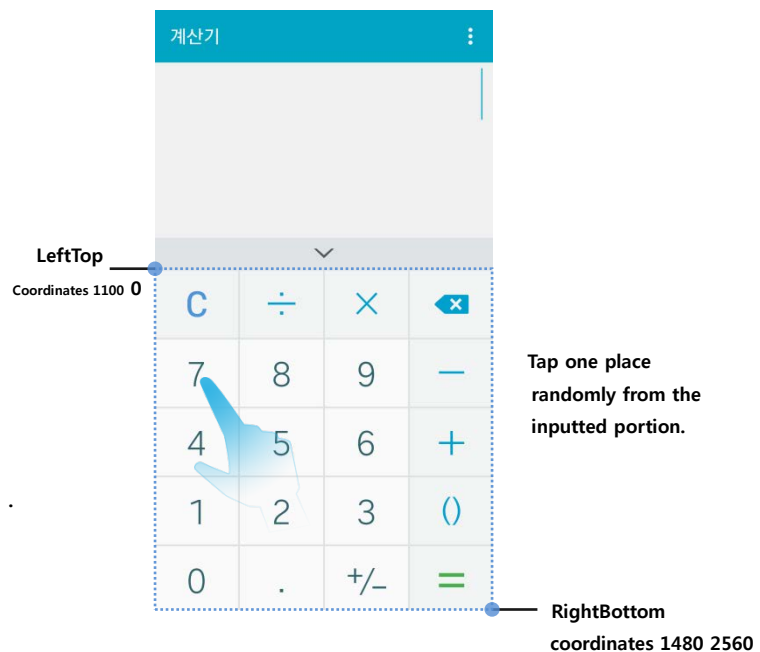 계산기
LeftTop
Coordinates 1100 0
C ÷ ×
7 8 9 −
4 5 6 +
1 2 3 ()
0 . +/− =
Tap one place
randomly from the
inputted portion.
.
RightBottom
coordinates 1480 2560